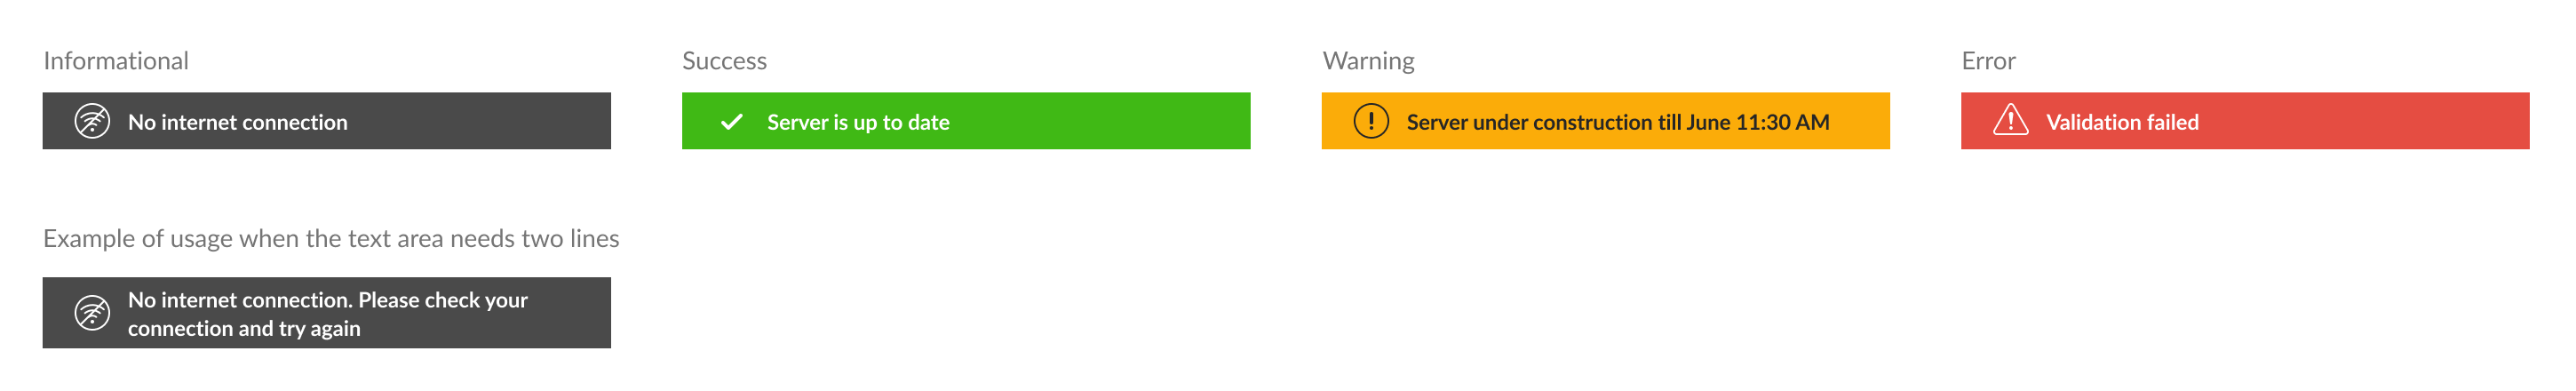 Informational
No internet connection
Success
Server is up to date
Warning
Server under construction till June 11:30 AM
Error
Validation failed
Example of usage when the text area needs two lines
No internet connection. Please check your
connection and try again